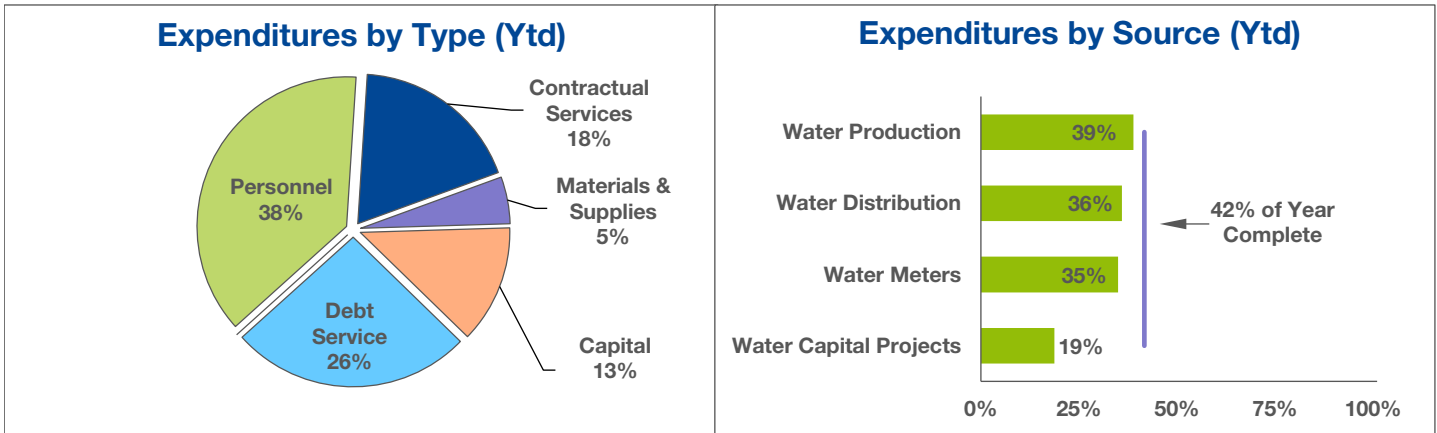 Expenditures by Type (Ytd)
Contractual
Services
18%
Materials &
Supplies
5%
Personnel
38%
Debt
Service
26%
Capital
13%
Expenditures by Source (Ytd)
Water Production
39%
Water Distribution
36%
42% of Year
Complete
Water Meters
35%
Water Capital Projects
19%
0%
25%
50%
75%
100%